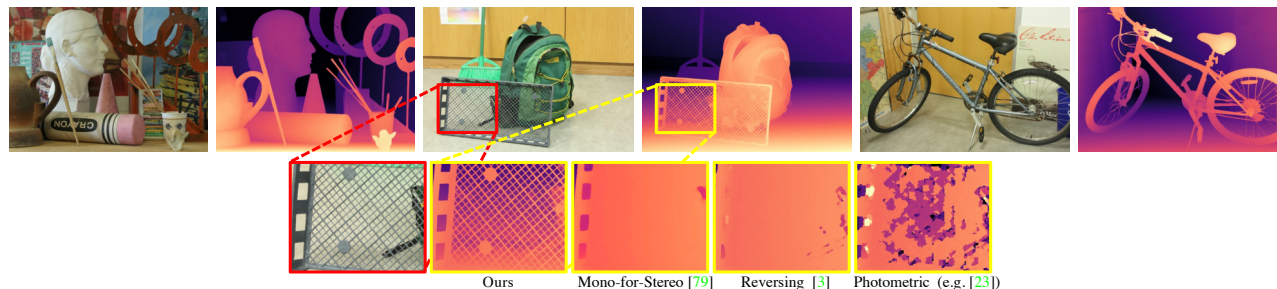 CRAYON
Ours
Mono-for-Stereo [79]
Reversing [3]
Photometric (e.g. [23])